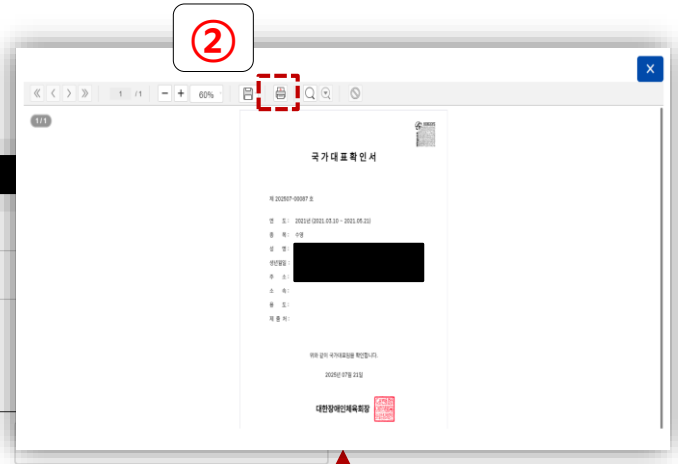 ②
X
1 /1
60%
1/1
국가대표확인서
제 202507-00087 호
연 도 : 2021년 (2021.03.10 ~ 2021.05.21)
종 목 : 수영
성 명 :
생년월일 :
주 소 :
소 속 :
용 도 :
제 출 처 :
위와 같이 국가대표임을 확인합니다.
2025년 07월 21일
대한장애인체육회장